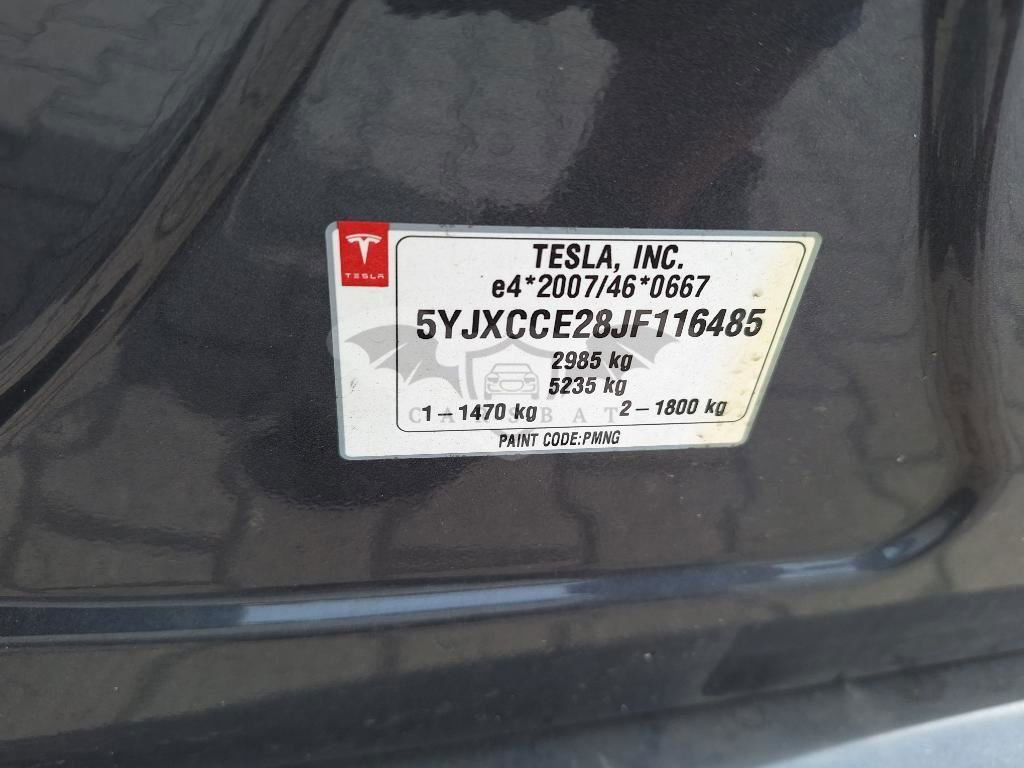 TESLA
TESLA, INC.
e4*2007/46*0667
5YJXCCE28JF116485
2985 kg
5235 kg
1-1470 kg 2-1800 kg
CARSBAT
PAINT CODE:PMNG